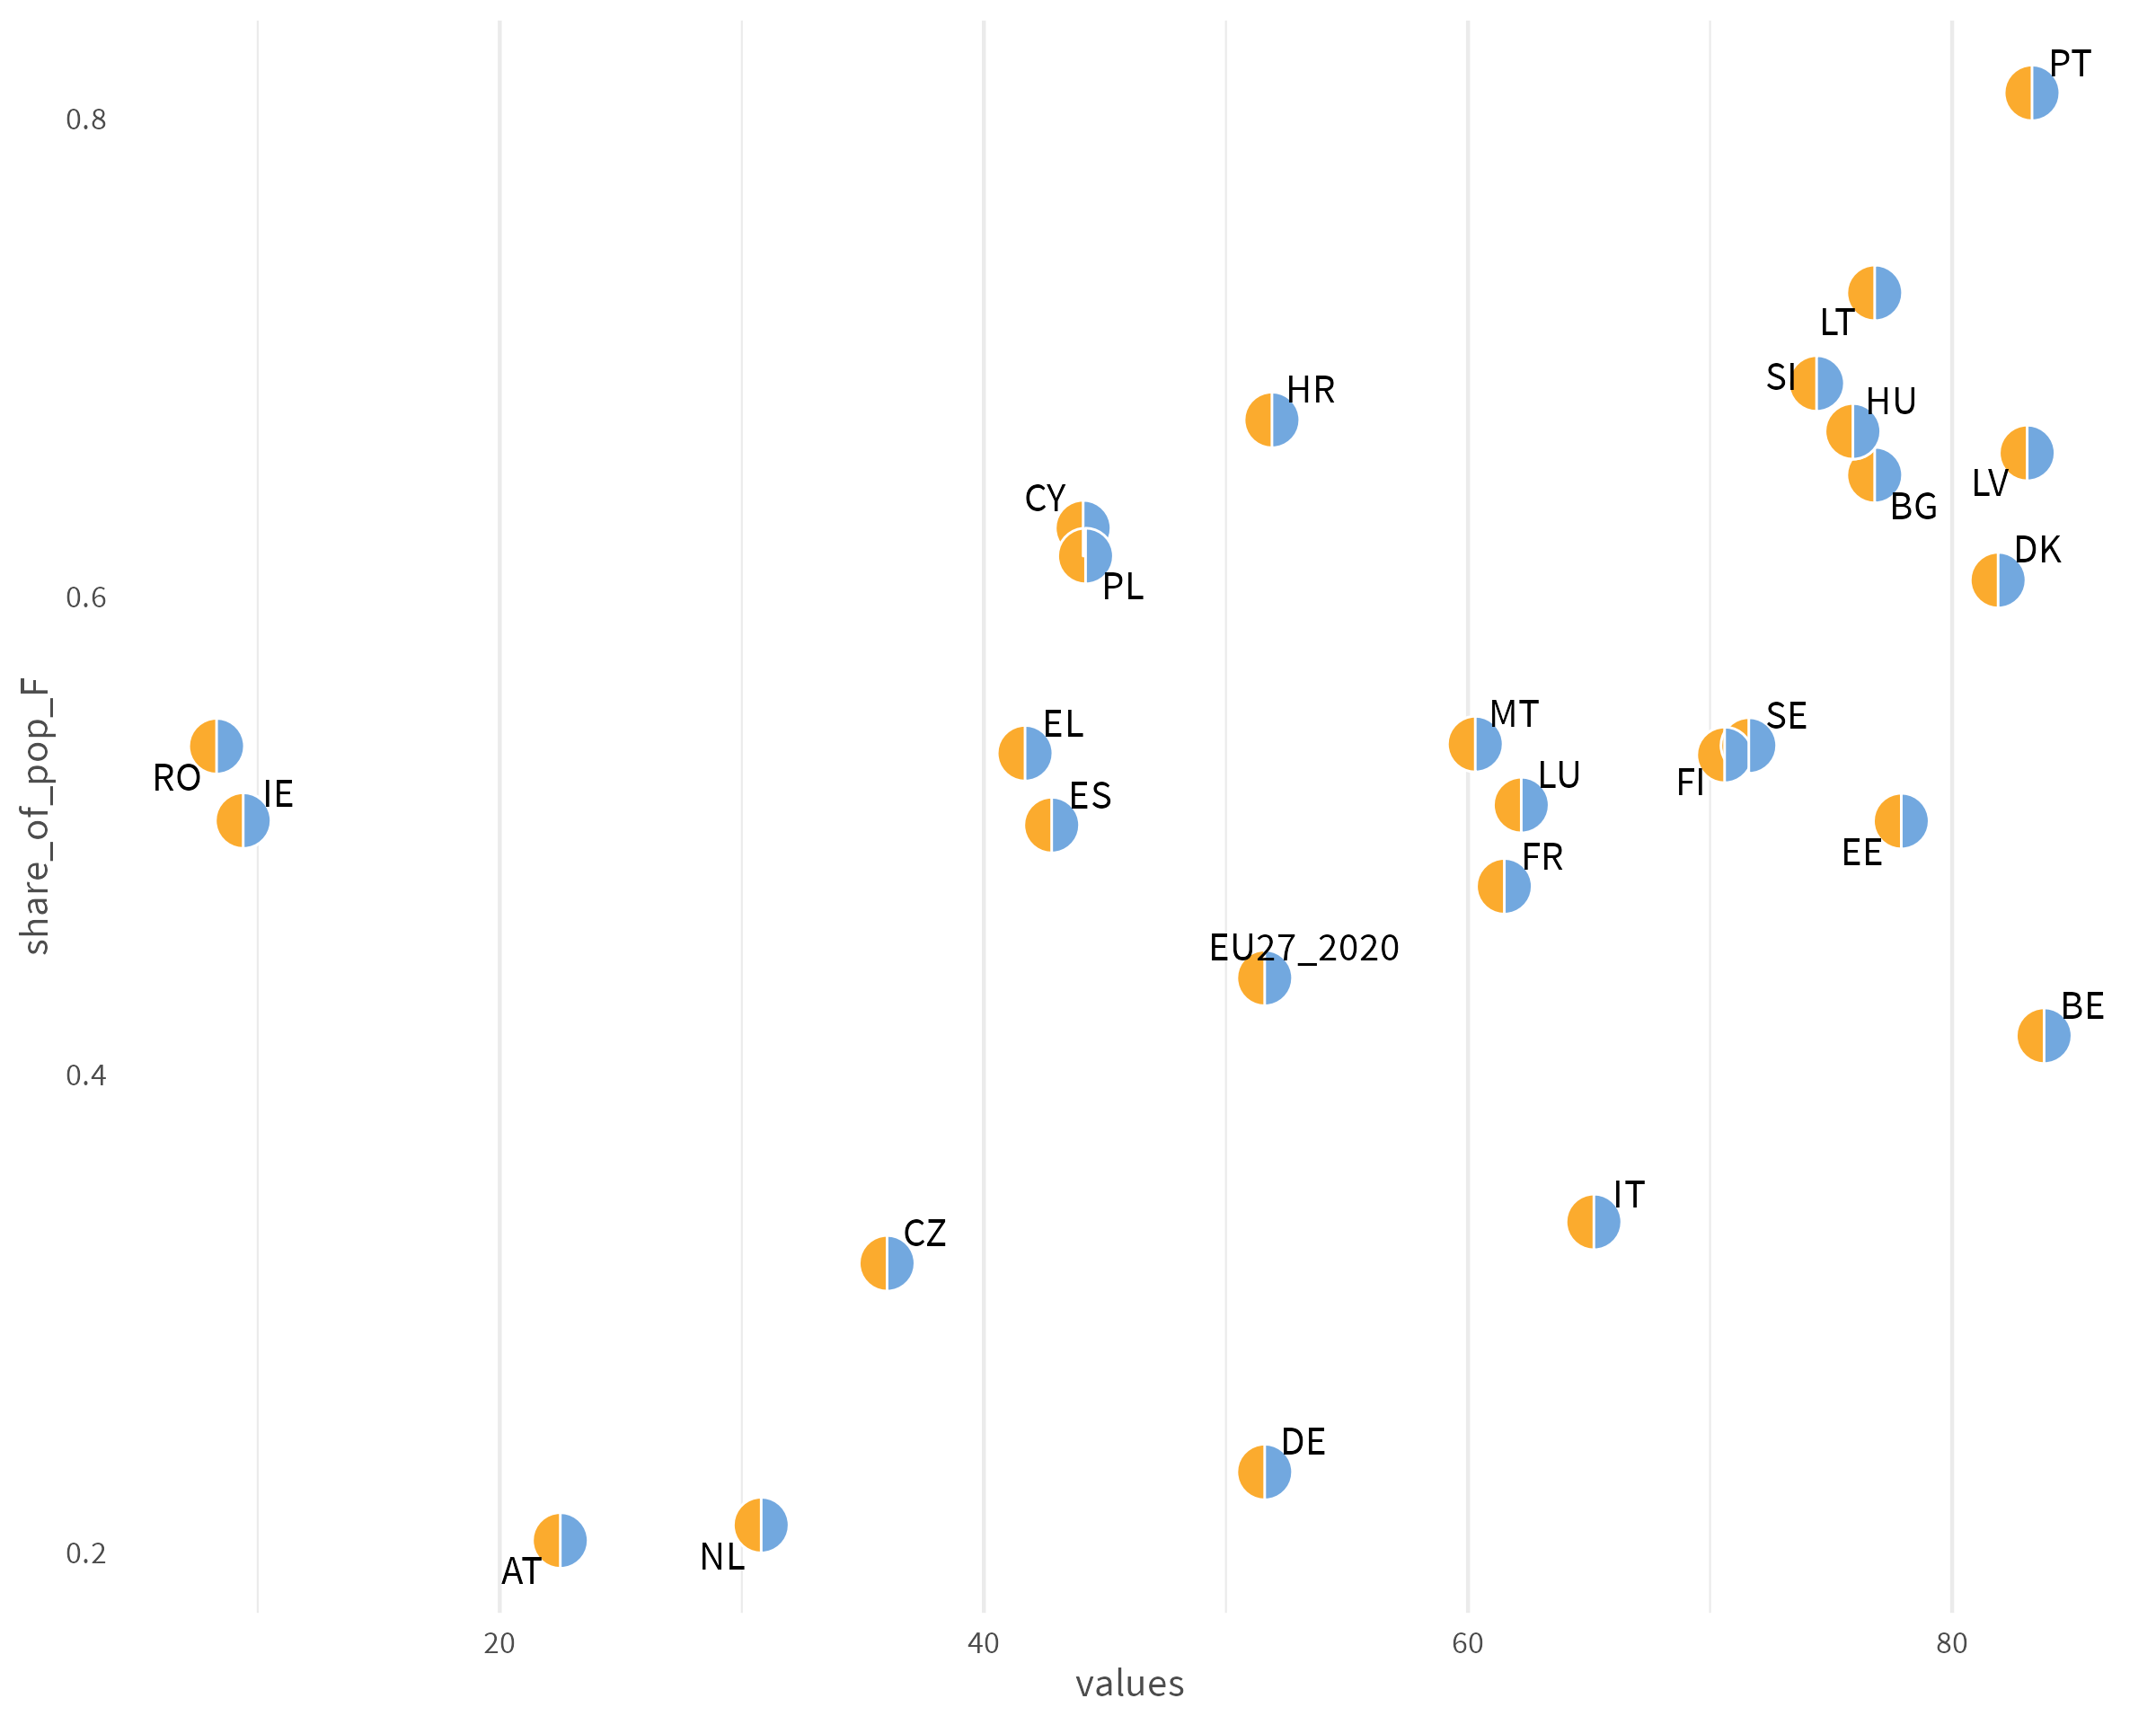 PT
0.8
LT
SI
HR
HU
LV
CY
BG
DK
PL
0.6
MT
SE
EL
RO
IE
LU
FI
ES
EE
FR
share_of_pop_F
EU27_2020
BE
0.4
IT
CZ
DE
0.2
NL
AT
20
40
60
80
values